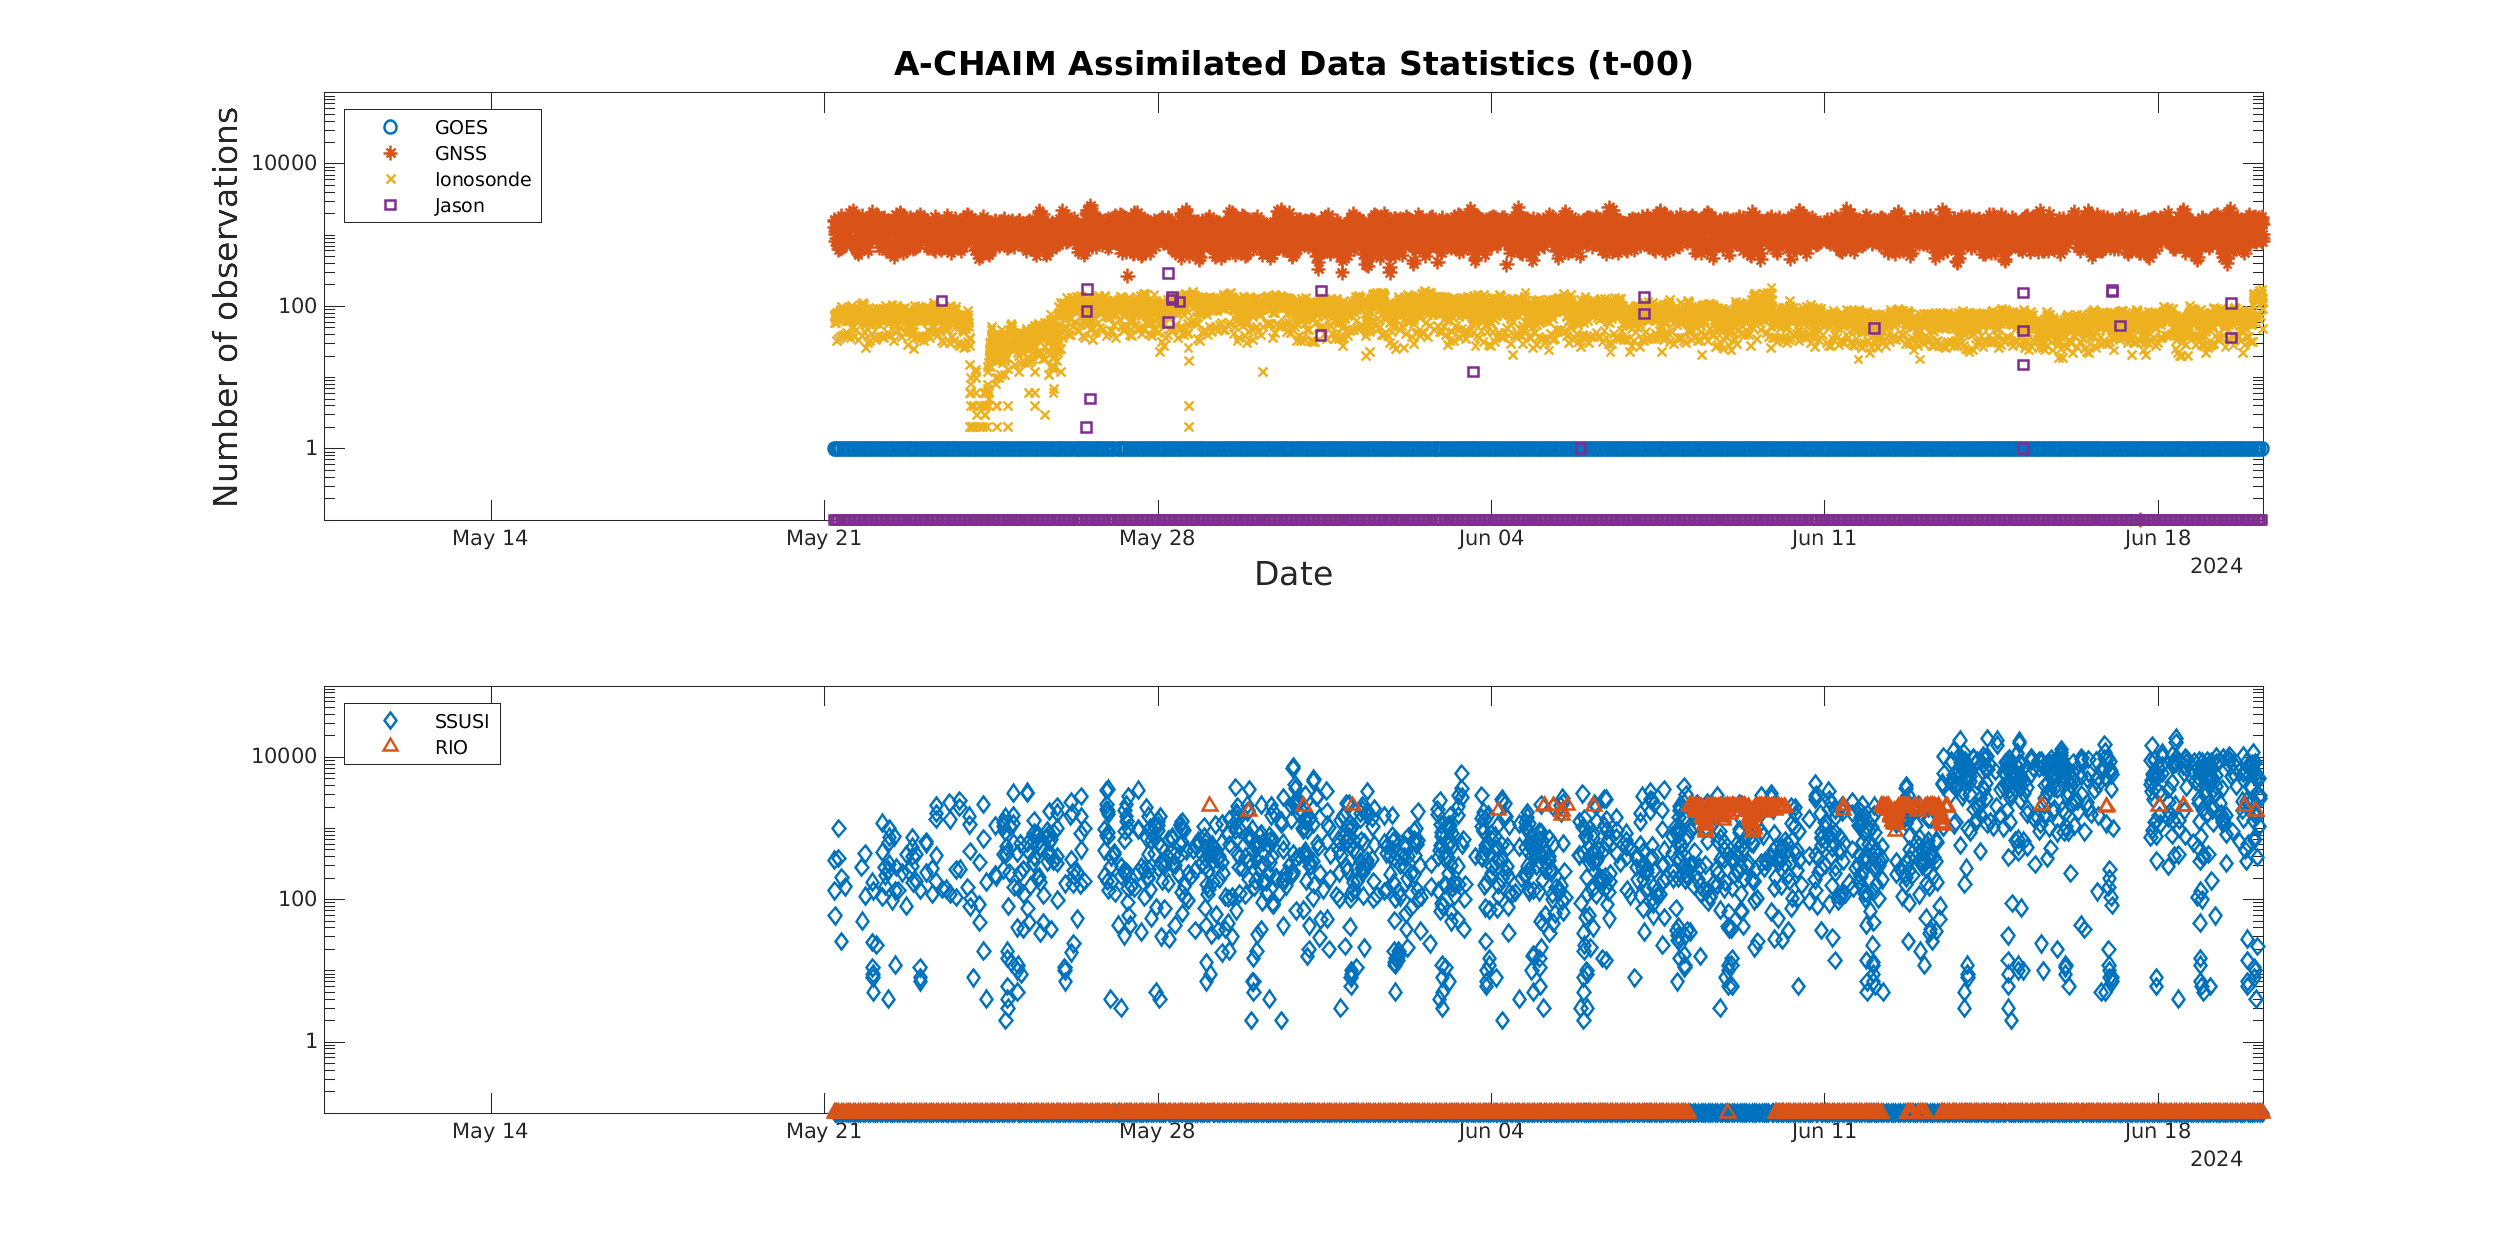 A-CHAIM Assimilated Data Statistics (t-00)
Number of observations
10000
100
1
GOES
GNSS
Ionosonde
Jason
May 14
May 21
May 28
Jun 04
Jun 11
Jun 18
2024
Date
10000
100
1
SSUSI
RIO
May 14
May 21
May 28
Jun 04
Jun 11
Jun 18
2024